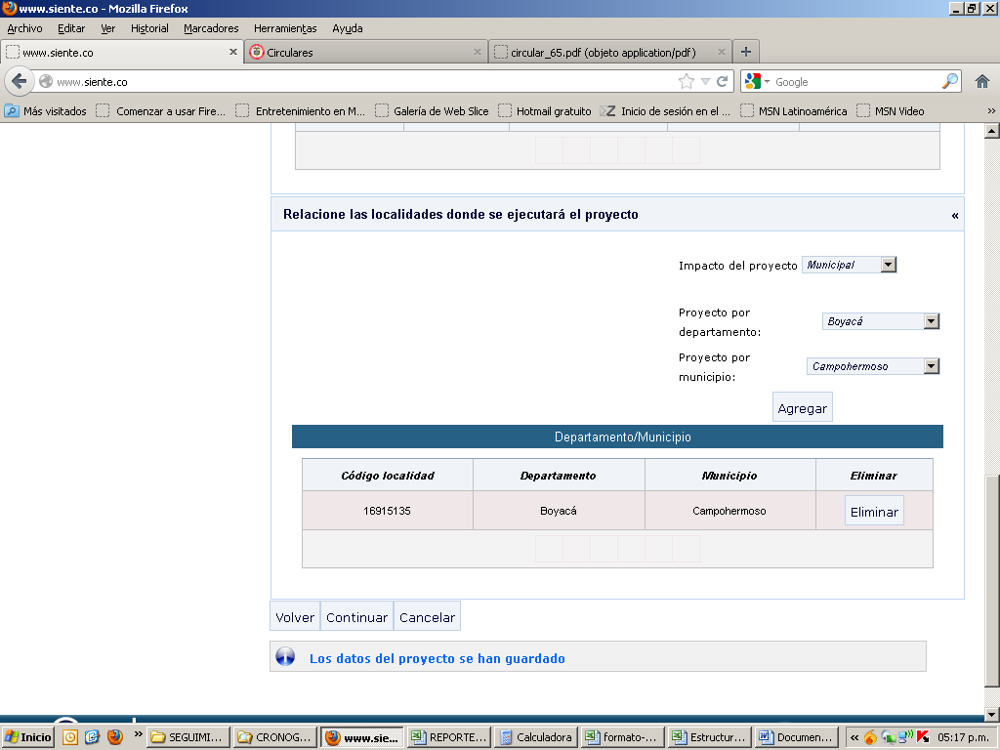 www.siente.co - Mozilla Firefox
Archivo Editar Ver Historial Marcadores Herramientas Ayuda
www.siente.co Circulares circular_65.pdf (objeto application/pdf)
www.siente.co Google
Más visitados Comenzar a usar Fire... Entretenimiento en M... Galería de Web Slice Hotmail gratuito Inicio de sesión en el ... MSN Latinoamérica MSN Video »
Relacione las localidades donde se ejecutará el proyecto «
Impacto del proyecto Municipal
Proyecto por
departamento: Boyacá
Proyecto por
municipio: Campohermoso
Agregar
Departamento/Municipio
Código localidad Departamento Municipio Eliminar
16915135 Boyacá Campohermoso Eliminar
Volver Continuar Cancelar
Los datos del proyecto se han guardado
Inicio » SEGUIMI... CRONOG... www.sie... REPORTE... Calculadora formato-... Estructur... Documen... « 05:17 p.m.